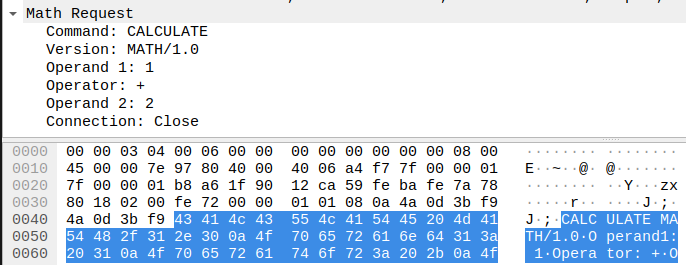 Math Request
Command: CALCULATE
Version: MATH/1.0
Operand 1: 1
Operator: +
Operand 2: 2
Connection: Close
0000 00 00 03 04 00 06 00 00 00 00 00 00 00 00 08 00 ········ ········
0010 45 00 00 7e 97 80 40 00 40 06 a4 f7 7f 00 00 01 E··~··@· @·······
0020 7f 00 00 01 b8 a6 1f 90 12 ca 59 fe ba fe 7a 78 ········ ··Y···zx
0030 80 18 02 00 fe 72 00 00 01 01 08 0a 4a 0d 3b f9 ·····r·· ····J·;·
0040 4a 0d 3b f9 43 41 4c 43 55 4c 41 54 45 20 4d 41 J·;·CALC ULATE MA
0050 54 48 2f 31 2e 30 0a 4f 70 65 72 61 6e 64 31 3a TH/1.0·O perand1:
0060 20 31 0a 4f 70 65 72 61 74 6f 72 3a 20 2b 0a 4f  1·Opera tor: +·O